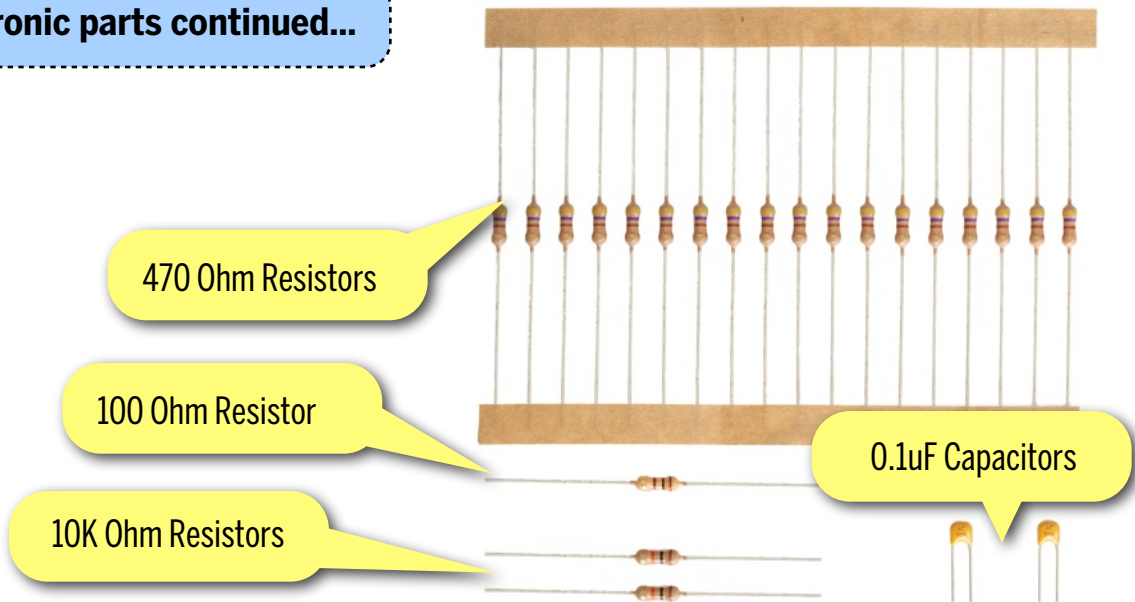 ronic parts continued...
470 Ohm Resistors
100 Ohm Resistor
0.1uF Capacitors
10K Ohm Resistors